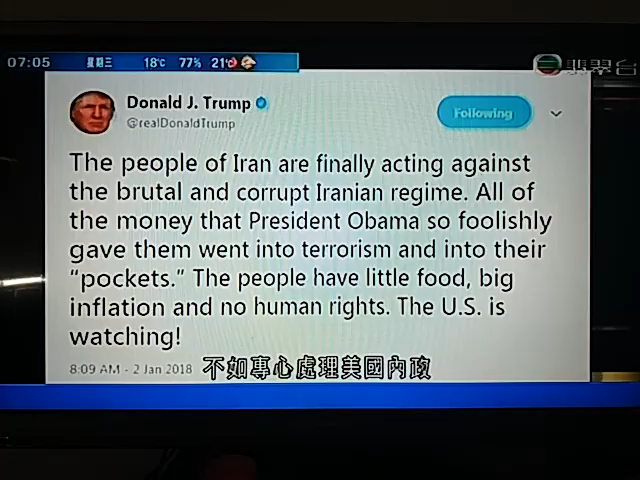 07:05 星期三 18℃ 77% 21℃
翡翠台
Donald J. Trump
@realDonaldTrump
Following
The people of Iran are finally acting against
the brutal and corrupt Iranian regime. All of
the money that President Obama so foolishly
gave them went into terrorism and into their
“pockets.” The people have little food, big
inflation and no human rights. The U.S. is
watching!
8:09 AM - 2 Jan 2018
不如專心處理美國內政